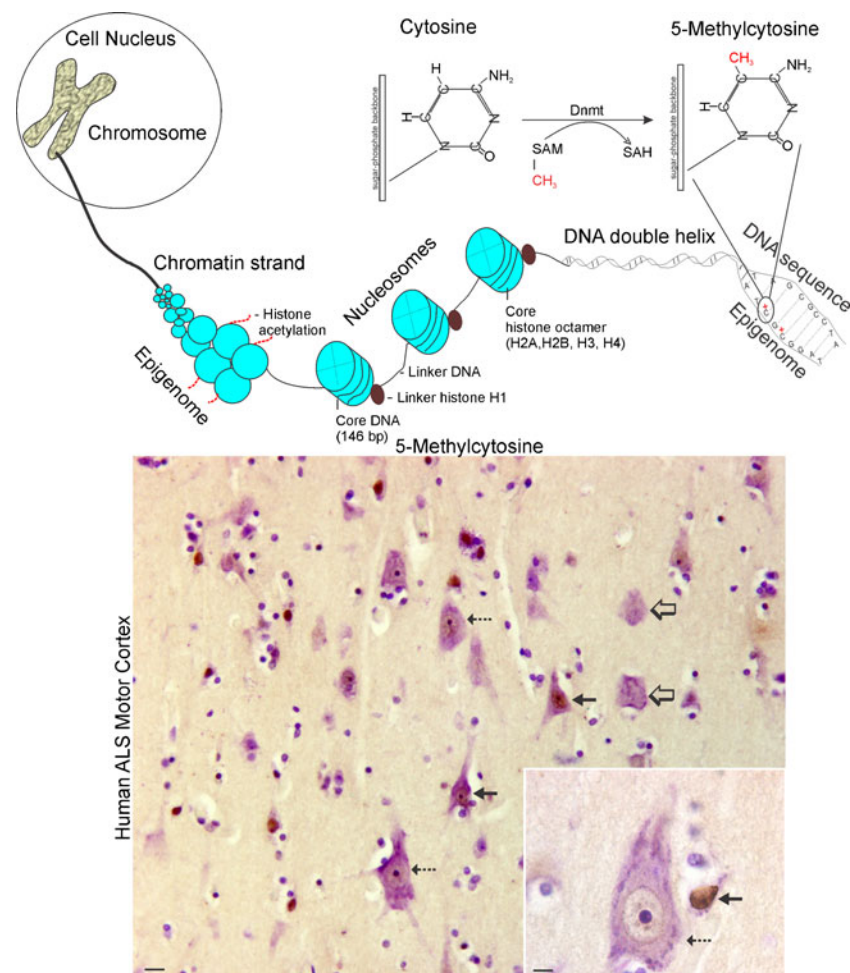 Cell Nucleus
Chromosome
Cytosine
5-Methylcytosine
sugar-phosphate backbone
H
NH₂
C
C
H
C
N
N
C
O
Dnmt
SAM
CH₃
SAH
sugar-phosphate backbone
CH₃
NH₂
C
C
H
C
N
N
C
O
Chromatin strand
Histone
acetylation
Epigenome
Nucleosomes
Core
histone octamer
(H2A,H2B, H3, H4)
Linker DNA
Linker histone H1
Core DNA
(146 bp)
DNA double helix
DNA sequence
Epigenome
5-Methylcytosine
Human ALS Motor Cortex